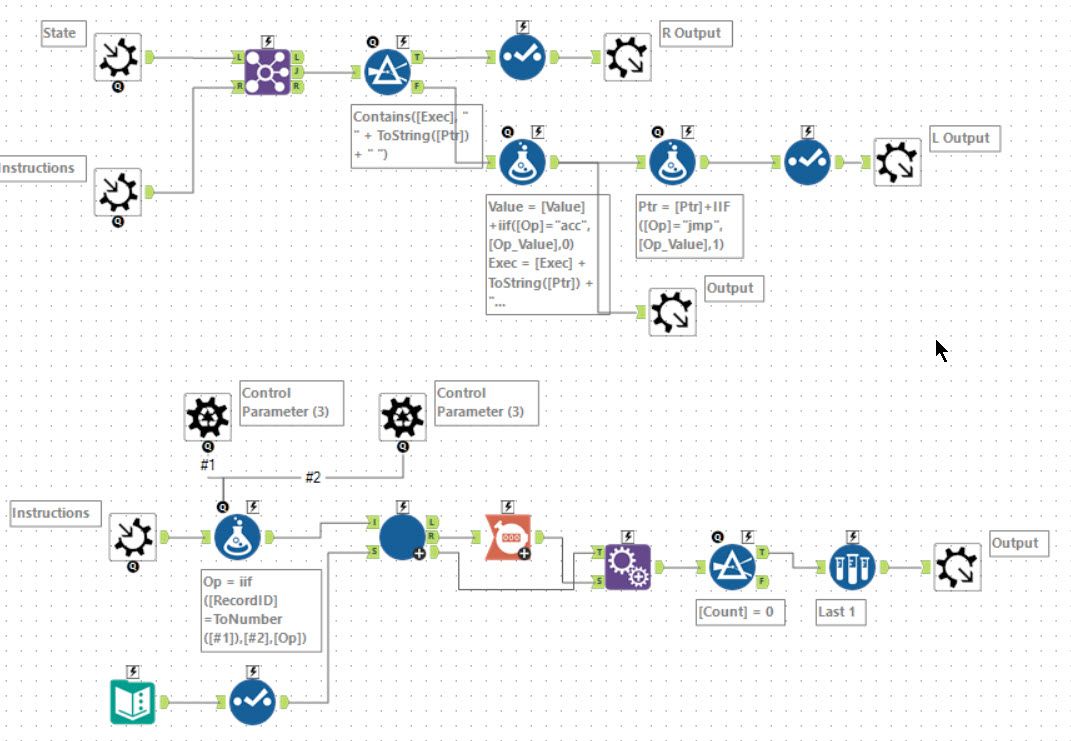 State
R Output
L
R
L
J
R
T
F
Contains([Exec], "
" + ToString([Ptr])
+ " ")
L Output
Instructions
Value = [Value]
+iif([Op]="acc",
[Op_Value],0)
Exec = [Exec] +
ToString([Ptr]) +
"...
Ptr = [Ptr]+IIF
([Op]="jmp",
[Op_Value],1)
Output
Control
Parameter (3)
Control
Parameter (3)
#1
#2
Instructions
I
S
L
R
T
S
T
F
Output
Op = iif
([RecordID]
=ToNumber
([#1]),[#2],[Op])
[Count] = 0
Last 1